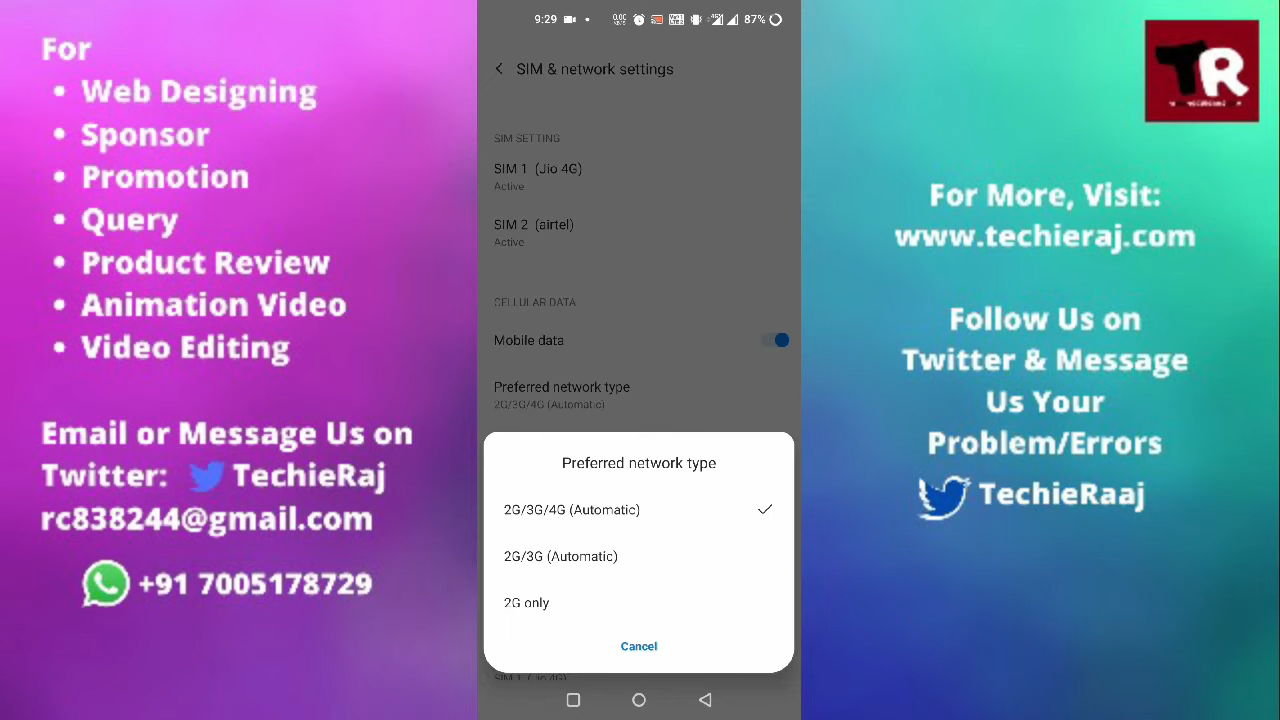 For
• Web Designing
• Sponsor
• Promotion
• Query
• Product Review
• Animation Video
• Video Editing
Email or Message Us on
Twitter: TechieRaj
rc838244@gmail.com
+91 7005178729
9:29
87%
SIM & network settings
SIM SETTING
SIM 1 (Jio 4G)
Active
SIM 2 (airtel)
Active
CELLULAR DATA
Mobile data
Preferred network type
2G/3G/4G (Automatic)
Preferred network type
2G/3G/4G (Automatic)
2G/3G (Automatic)
2G only
Cancel
SIM 1 (Jio 4G)
TR
For More, Visit:
www.techieraj.com
Follow Us on
Twitter & Message
Us Your
Problem/Errors
TechieRaaj